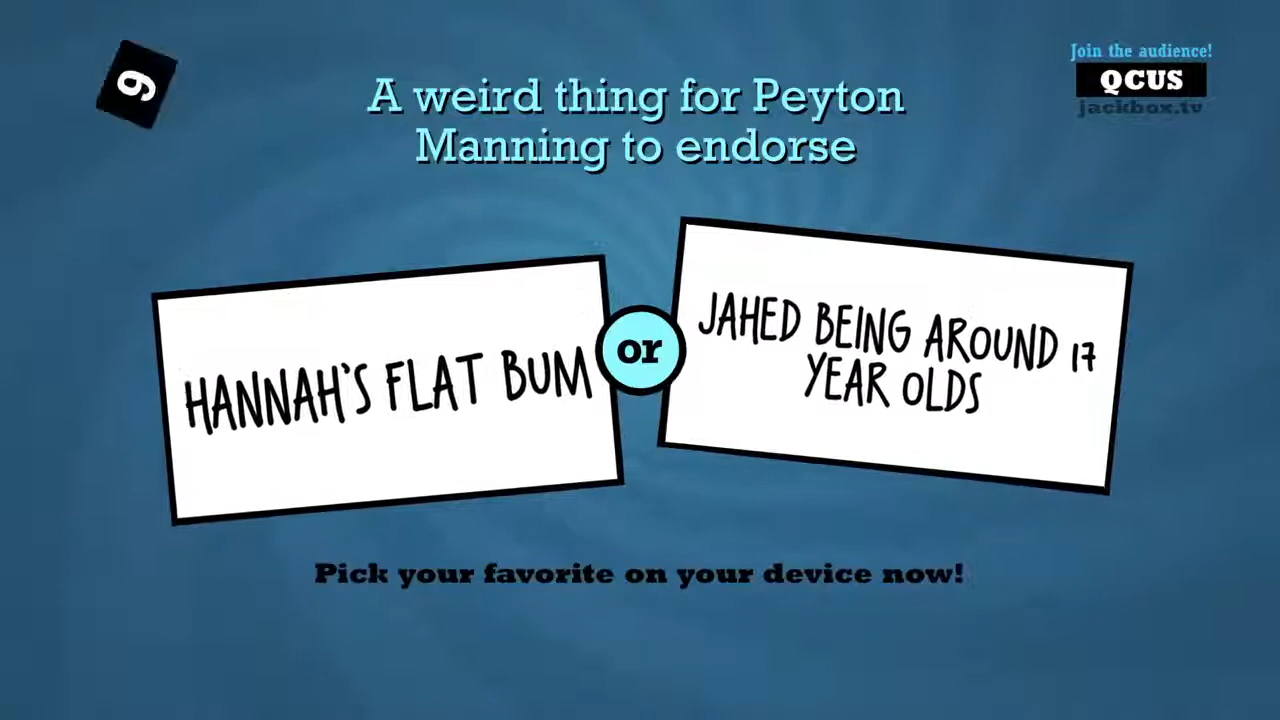 Join the audience!
QCUS
jackbox.tv
9
A weird thing for Peyton
Manning to endorse
HANNAH'S FLAT BUM
or
JAHED BEING AROUND 17
YEAR OLDS
Pick your favorite on your device now!